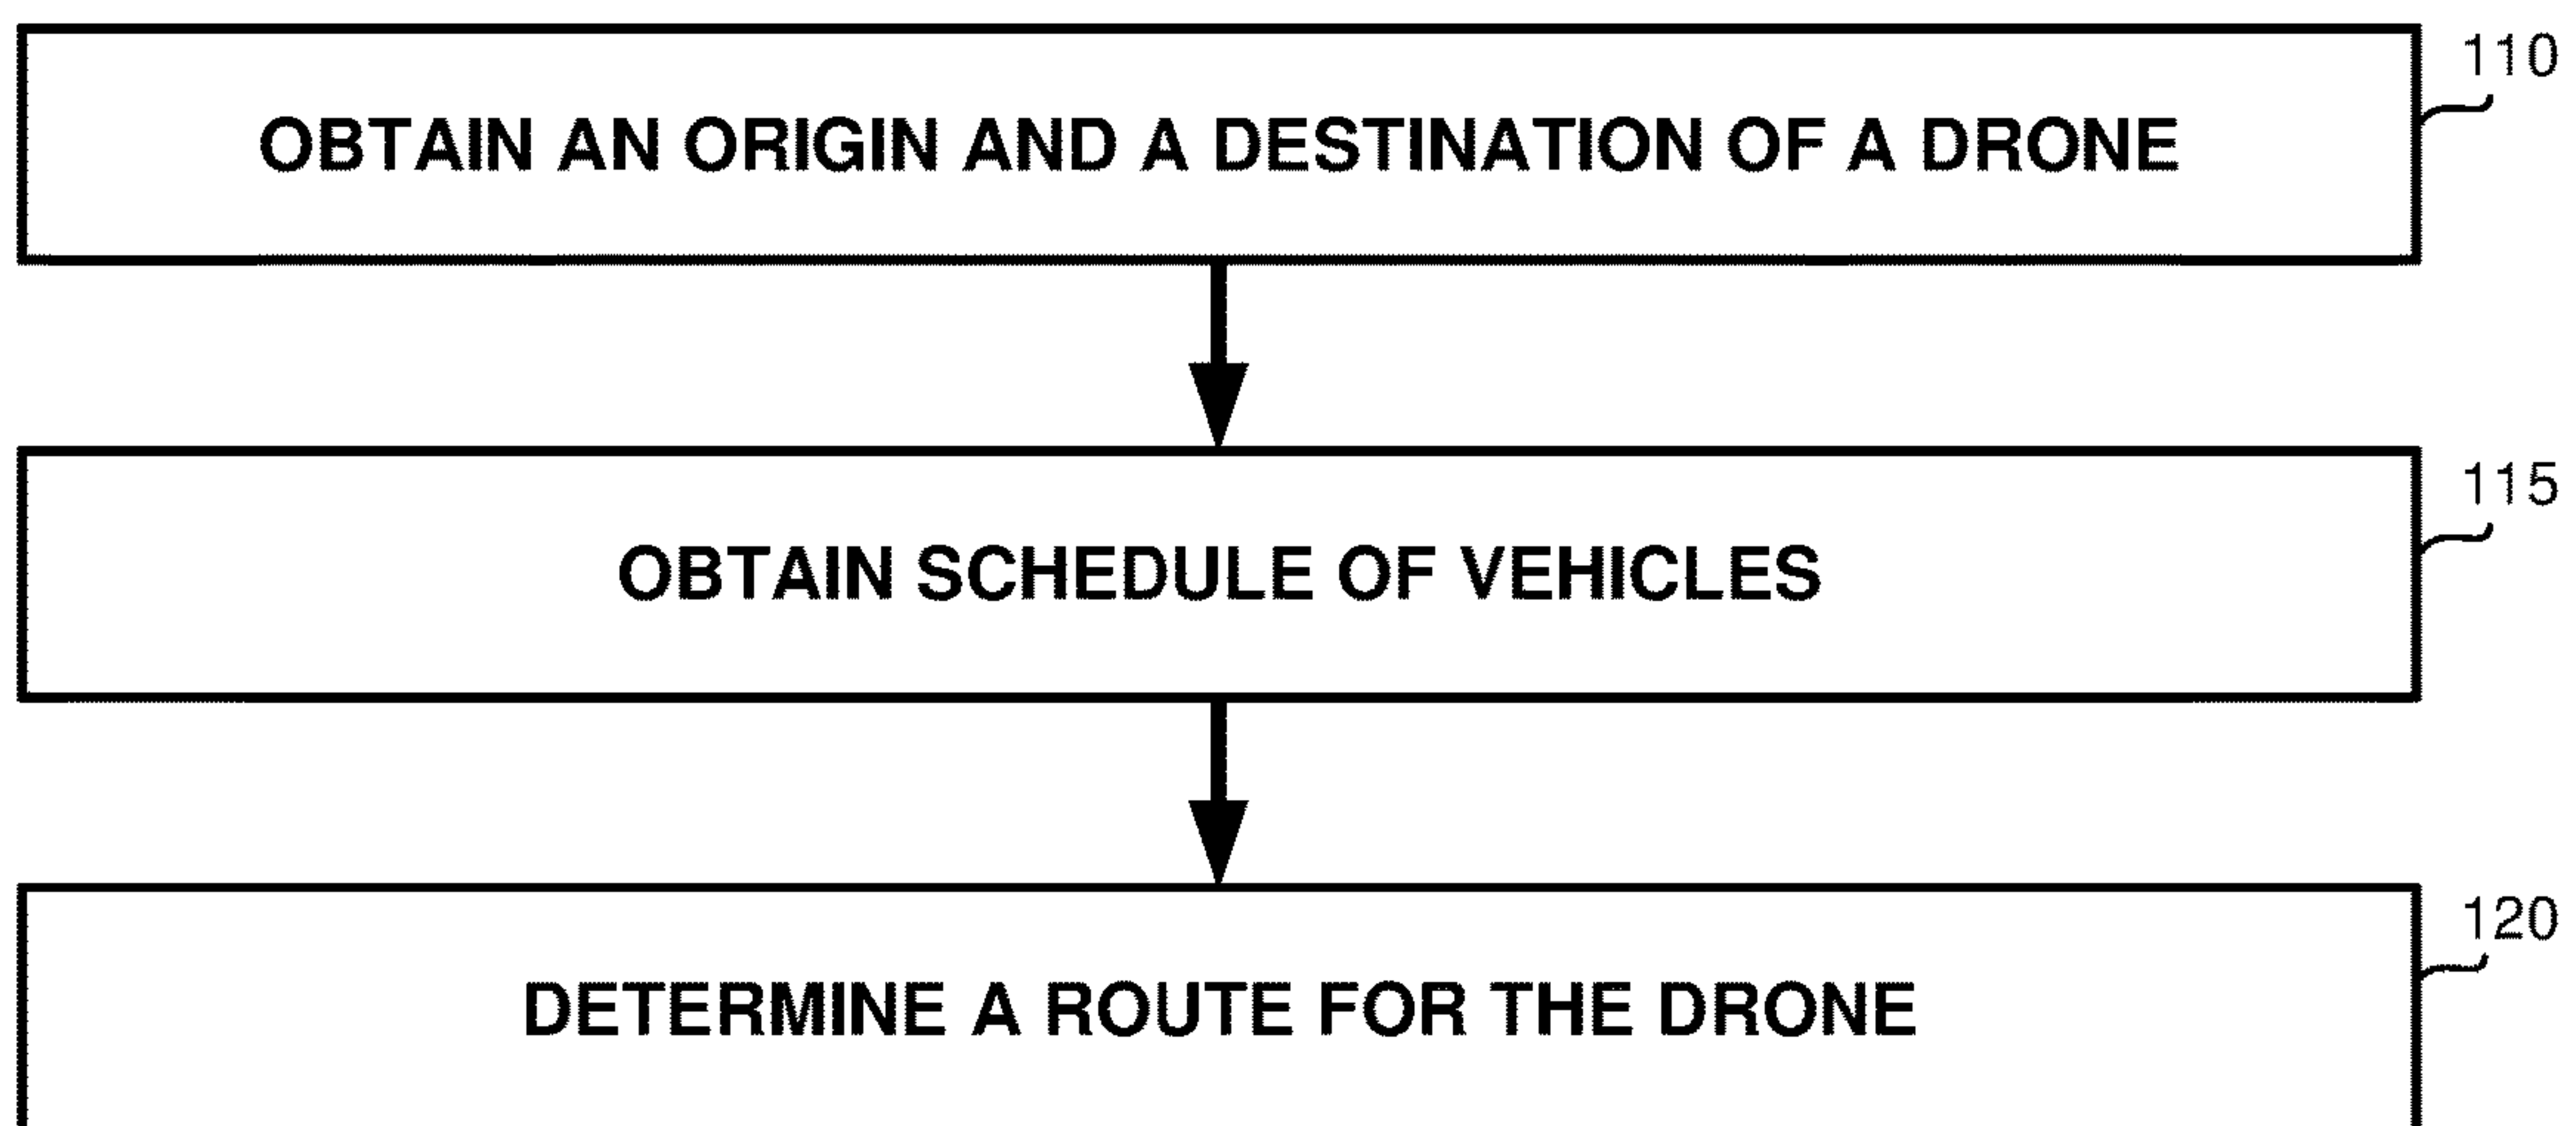 110
OBTAIN AN ORIGIN AND A DESTINATION OF A DRONE
115
OBTAIN SCHEDULE OF VEHICLES
120
DETERMINE A ROUTE FOR THE DRONE